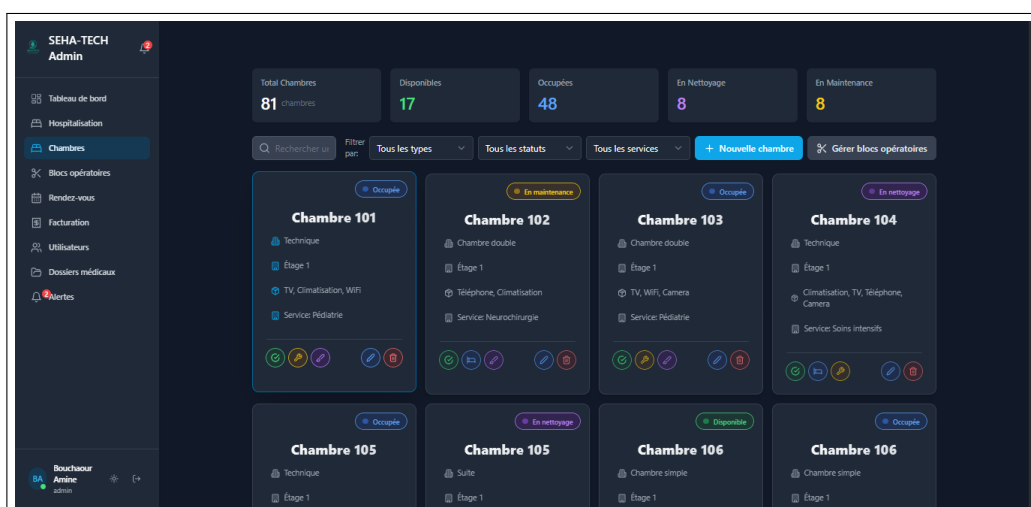 SEHA-TECH
Admin
2
Tableau de bord
Hospitalisation
Chambres
Blocs opératoires
Rendez-vous
Facturation
Utilisateurs
Dossiers médicaux
2
Alertes
BA
Bouchaour
Amine
admin
Total Chambres
81 chambres
Disponibles
17
Occupées
48
En Nettoyage
8
En Maintenance
8
Rechercher
Filtrer
par:
Tous les types
Tous les statuts
Tous les services
+ Nouvelle chambre
Gérer blocs opératoires
Occupée
Chambre 101
Technique
Étage 1
TV, Climatisation, WiFi
Service: Pédiatrie
En maintenance
Chambre 102
Chambre double
Étage 1
Téléphone, Climatisation
Service: Neurochirurgie
Occupée
Chambre 103
Chambre double
Étage 1
TV, WiFi, Camera
Service: Pédiatrie
En nettoyage
Chambre 104
Technique
Étage 1
Climatisation, TV, Téléphone,
Camera
Service: Soins intensifs
Occupée
Chambre 105
Technique
Étage 1
En nettoyage
Chambre 105
Suite
Étage 1
Disponible
Chambre 106
Chambre simple
Étage 1
Occupée
Chambre 106
Chambre simple
Étage 1